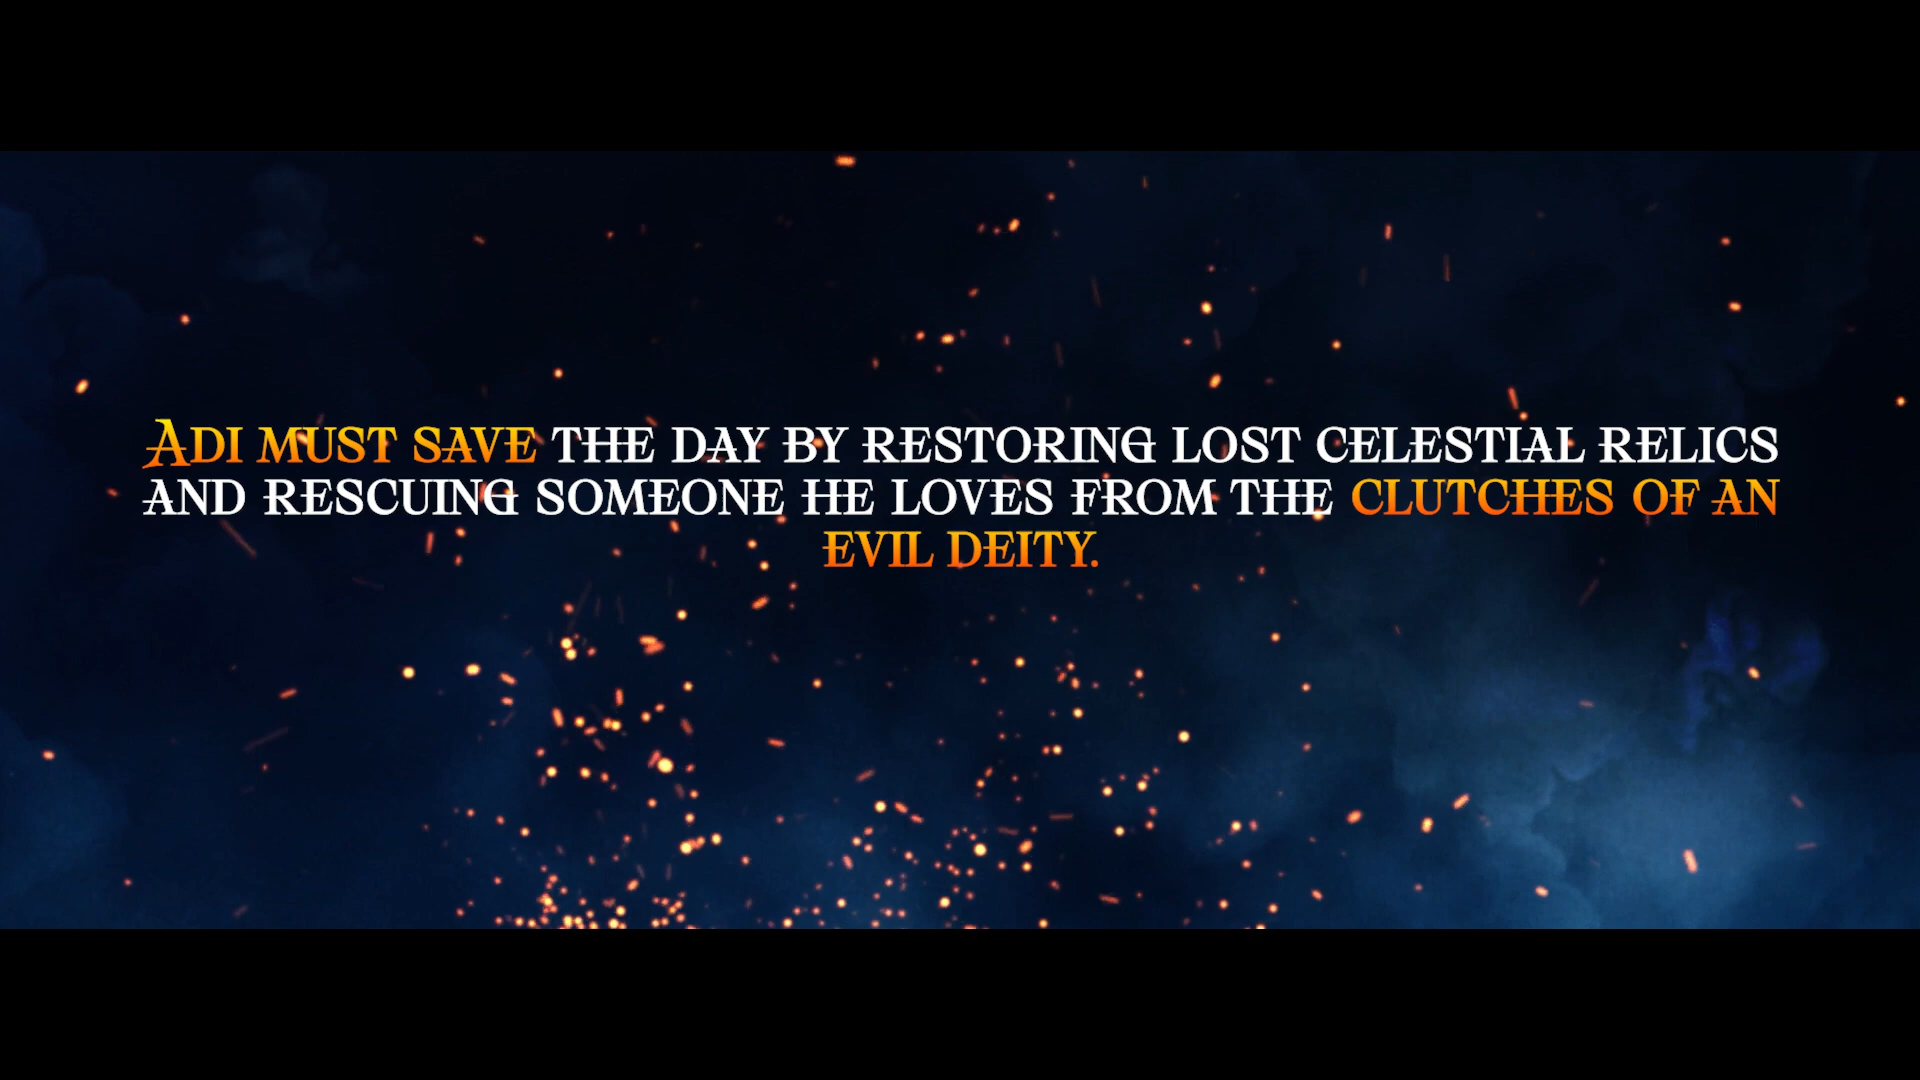 ADI MUST SAVE THE DAY BY RESTORING LOST CELESTIAL RELICS
AND RESCUING SOMEONE HE LOVES FROM THE CLUTCHES OF AN
EVIL DEITY.